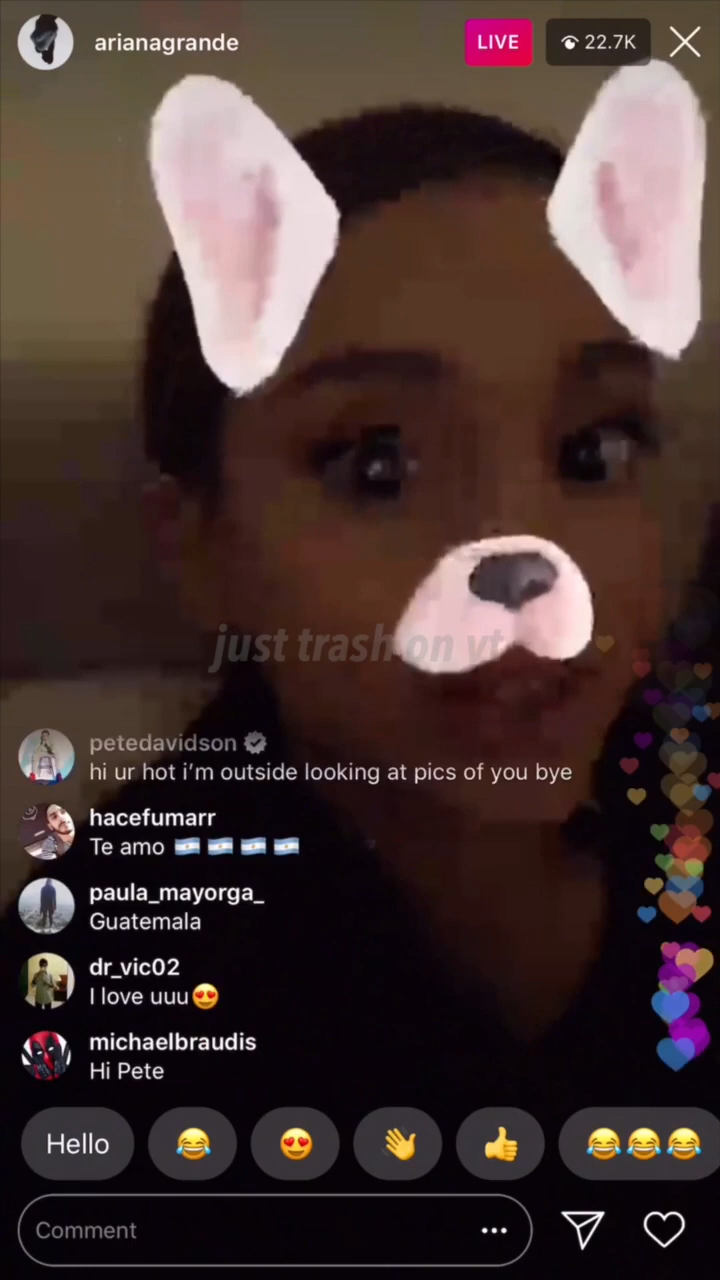 arianagrande
LIVE
22.7K
just trash on vt
petedavidson
hi ur hot i’m outside looking at pics of you bye
hacefumarr
Te amo 🇦🇷 🇦🇷 🇦🇷 🇦🇷
paula_mayorga_
Guatemala
dr_vic02
I love uuu😍
michaelbraudis
Hi Pete
Hello
😂
😍
👋
👍
😂😂😂
Comment